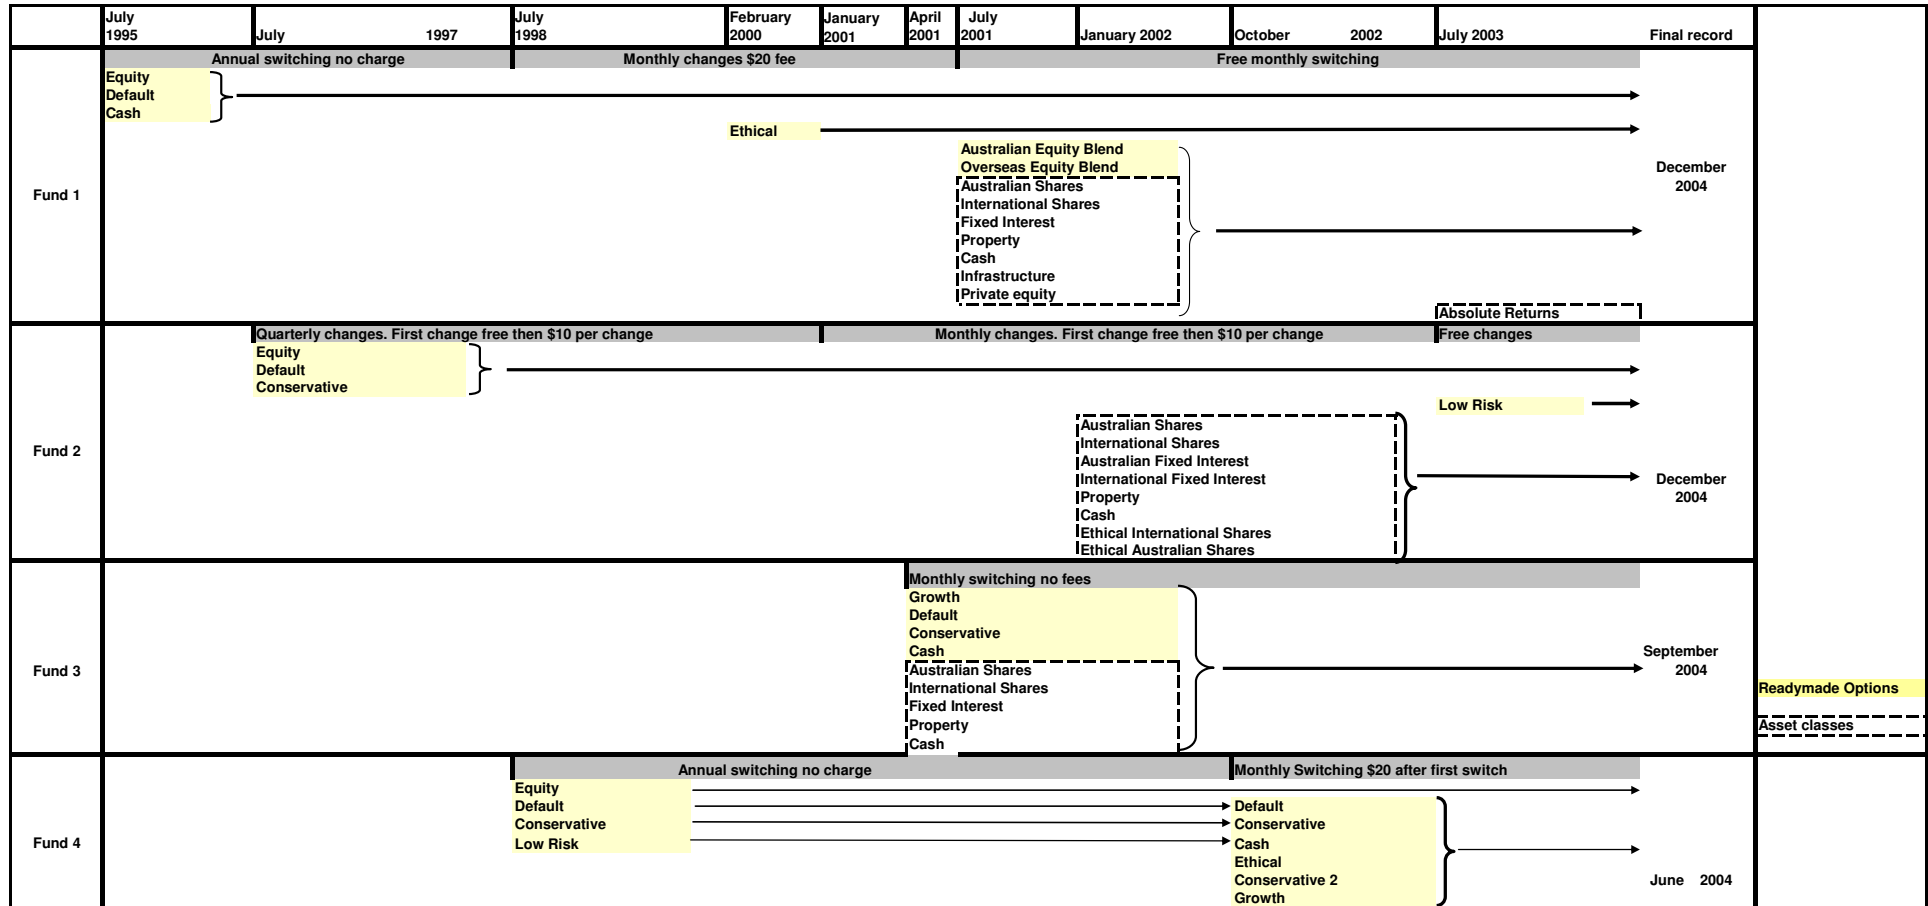 July 1995
July 1997
July 1998
February 2000
January 2001
April 2001
July 2001
January 2002
October 2002
July 2003
Final record
Annual switching no charge
Monthly changes $20 fee
Free monthly switching
Equity
Default
Cash
Ethical
Australian Equity Blend
Overseas Equity Blend
Australian Shares
International Shares
Fixed Interest
Property
Cash
Infrastructure
Private equity
Absolute Returns
Fund 1
December
2004
Quarterly changes. First change free then $10 per change
Monthly changes. First change free then $10 per change
Free changes
Equity
Default
Conservative
Low Risk
Australian Shares
International Shares
Australian Fixed Interest
International Fixed Interest
Property
Cash
Ethical International Shares
Ethical Australian Shares
Fund 2
December
2004
Monthly switching no fees
Growth
Default
Conservative
Cash
Australian Shares
International Shares
Fixed Interest
Property
Cash
Fund 3
September
2004
Readymade Options
Asset classes
Annual switching no charge
Monthly Switching $20 after first switch
Equity
Default
Conservative
Low Risk
Default
Conservative
Cash
Ethical
Conservative 2
Growth
Fund 4
June 2004